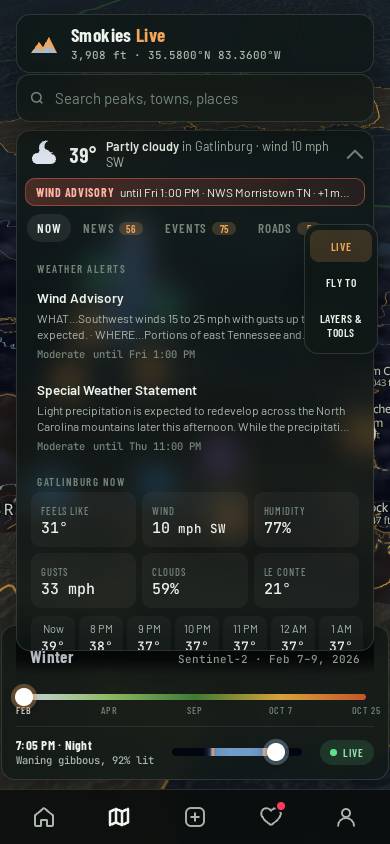 Smokies Live
3,908 ft · 35.5800°N 83.3600°W
Search peaks, towns, places
39° Partly cloudy in Gatlinburg · wind 10 mph SW
WIND ADVISORY until Fri 1:00 PM · NWS Morristown TN · +1 m…
NOW NEWS 56 EVENTS 75 ROADS
LIVE
FLY TO
LAYERS &
TOOLS
WEATHER ALERTS
Wind Advisory
WHAT...Southwest winds 15 to 25 mph with gusts up
expected. · WHERE...Portions of east Tennessee and
Moderate until Fri 1:00 PM
Special Weather Statement
Light precipitation is expected to redevelop across the North
Carolina mountains later this afternoon. While the precipitati…
Moderate until Thu 11:00 PM
GATLINBURG NOW
FEELS LIKE WIND HUMIDITY
31° 10 mph SW 77%
GUSTS CLOUDS LE CONTE
33 mph 59% 21°
Now 8 PM 9 PM 10 PM 11 PM 12 AM 1 AM
39° 38° 37° 37° 37° 37° 37°
Winter Sentinel-2 · Feb 7–9, 2026
FEB APR SEP OCT 7 OCT 25
7:05 PM · Night
Waning gibbous, 92% lit
LIVE